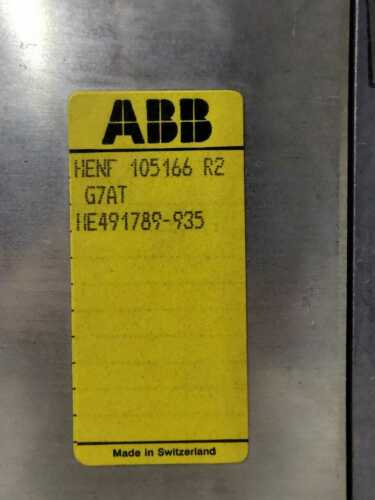 ABB
HENF 105166 R2
G7AT
HE491789-935
Made in Switzerland